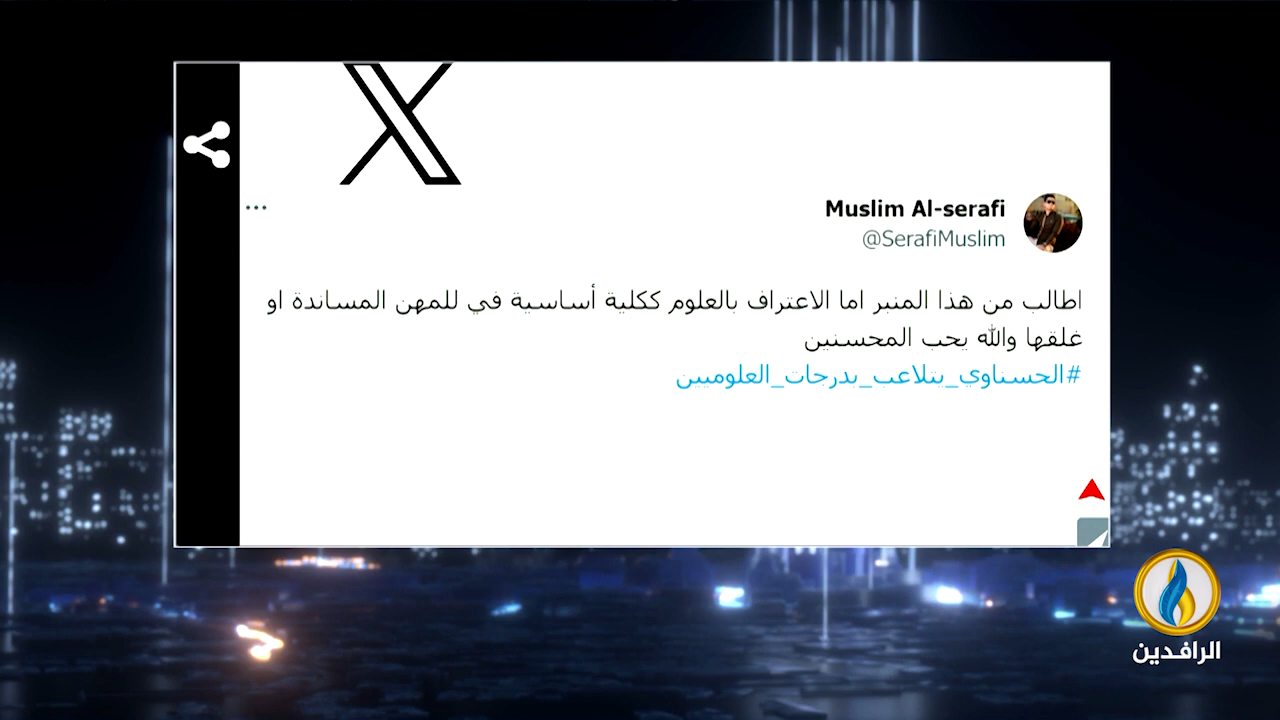 X
Muslim Al-serafi
@SerafiMuslim
اطالب من هذا المنبر اما الاعتراف بالعلوم ككلية أساسية في للمهن المساندة او
غلقها والله يحب المحسنين
#الحسناوي_يتلاعب_بدرجات_العلوميين
الرافدين